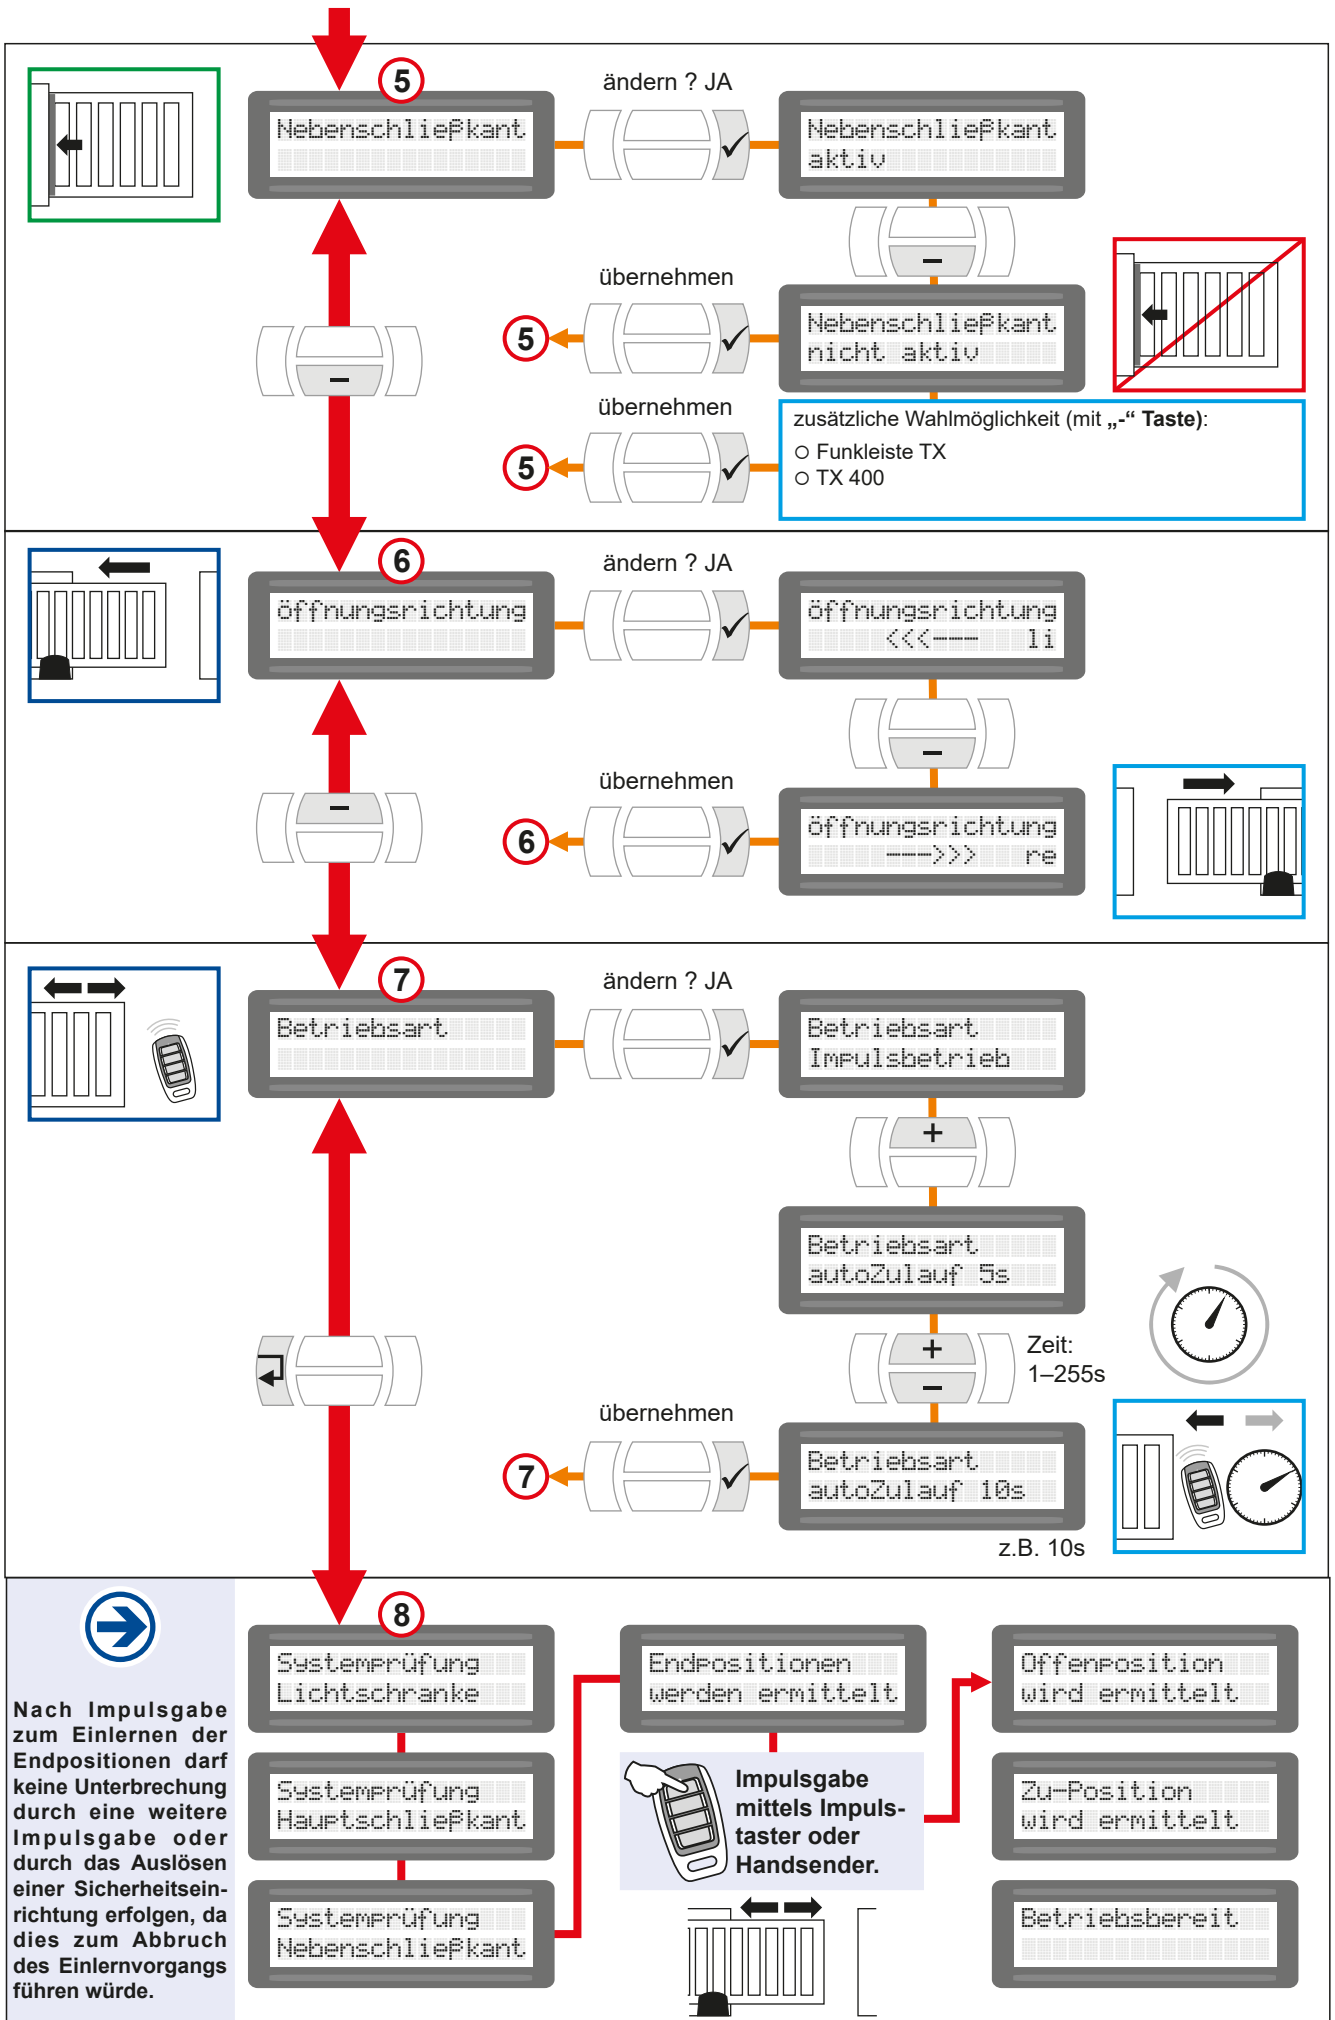 5
ändern ? JA
Nebenschließkant
Nebenschließkant
aktiv
–
übernehmen
5
✓
Nebenschließkant
nicht aktiv
–
übernehmen
5
zusätzliche Wahlmöglichkeit (mit „-“ Taste):
○ Funkleiste TX
○ TX 400
6
ändern ? JA
öffnungsrichtung
öffnungsrichtung
<<<––– li
–
übernehmen
–
6
öffnungsrichtung
–––>>> re
7
ändern ? JA
Betriebsart
Betriebsart
Impulsbetrieb
+
Betriebsart
autoZulauf 5s
+
–
Zeit:
1–255s
übernehmen
7
Betriebsart
autoZulauf 10s
z.B. 10s
8
Systemprüfung
Lichtschranke
Systemprüfung
Hauptschließkant
Systemprüfung
Nebenschließkant
Endpositionen
werden ermittelt
Impulsgabe
mittels Impuls-
taster oder
Handsender.
Offenposition
wird ermittelt
Zu-Position
wird ermittelt
Betriebsbereit
Nach Impulsgabe
zum Einlernen der
Endpositionen darf
keine Unterbrechung
durch eine weitere
Impulsgabe oder
durch das Auslösen
einer Sicherheitsein-
richtung erfolgen, da
dies zum Abbruch
des Einlernvorgangs
führen würde.